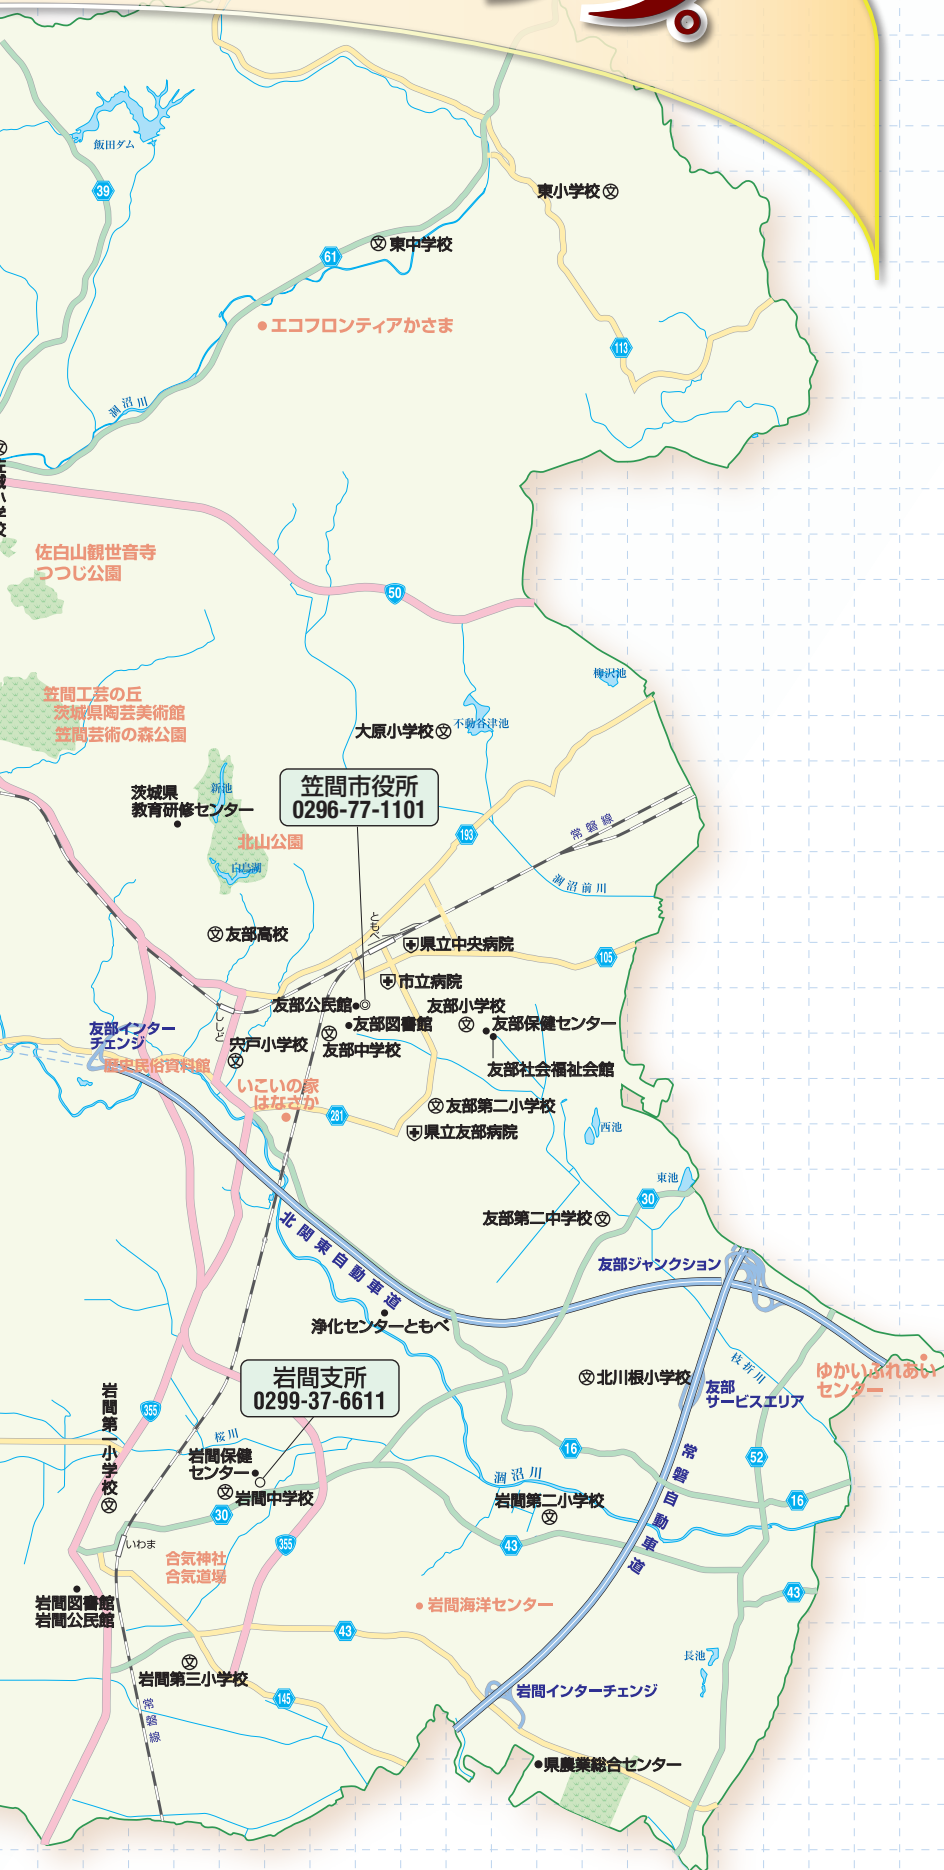 飯田ダム
39
東小学校
東中学校
61
エコフロンティアかさま
113
涸沼川
佐白山観世音寺
つつじ公園
50
柳沢池
笠間工芸の丘
茨城県陶芸美術館
笠間芸術の森公園
大原小学校
不動谷津池
茨城県
教育研修センター
新池
笠間市役所
0296-77-1101
北山公園
白鳥湖
193
常磐線
涸沼前川
ともべ
友部高校
県立中央病院
105
市立病院
友部公民館
友部小学校
友部図書館
友部保健センター
友部インター
チェンジ
ししど
宍戸小学校
友部中学校
歴史民俗資料館
友部社会福祉会館
いこいの家
はなさか
281
友部第二小学校
県立友部病院
西池
東池
30
友部第二中学校
北関東自動車道
友部ジャンクション
浄化センターともべ
枝折川
ゆかいふれあい
センター
岩間支所
0299-37-6611
北川根小学校
友部
サービスエリア
岩間第一小学校
355
桜川
16
52
常磐自動車道
岩間保健
センター
岩間中学校
涸沼川
岩間第二小学校
16
30
355
43
いわま
合気神社
合気道場
43
岩間図書館
岩間公民館
岩間海洋センター
43
長池
岩間第三小学校
145
岩間インターチェンジ
常磐線
県農業総合センター